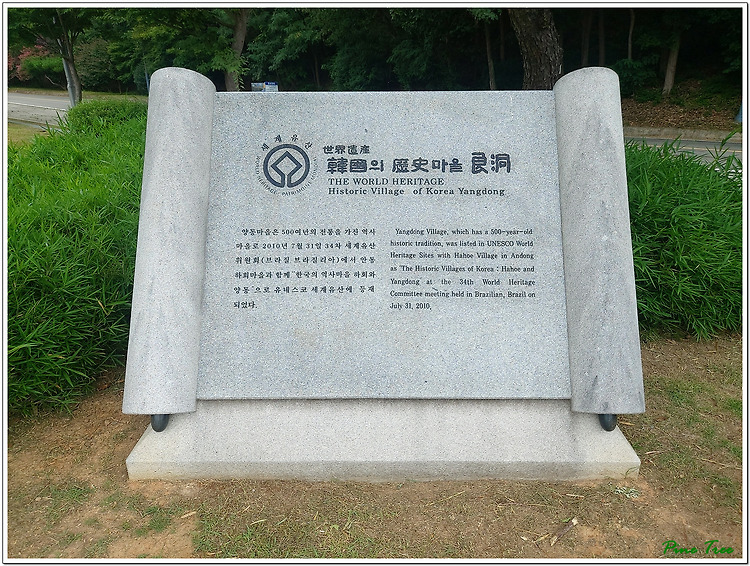 세계유산
世界遺産
韓國의 歷史마을 良洞
THE WORLD HERITAGE
Historic Village of Korea Yangdong
양동마을은 500여년의 전통을 가진 역사
마을로 2010년 7월 31일 34차 세계유산
위원회(브라질 브라질리아)에서 안동
하회마을과 함께 "한국의 역사마을 하회와
양동"으로 유네스코 세계유산에 등재
되었다.
Yangdong Village, which has a 500-year-old
historic tradition, was listed in UNESCO World
Heritage Sites with Hahoe Village in Andong
as "The Historic Villages of Korea : Hahoe and
Yangdong at the 34th World Heritage
Committee meeting held in Brazilian, Brazil on
July 31, 2010.
Pine Tree